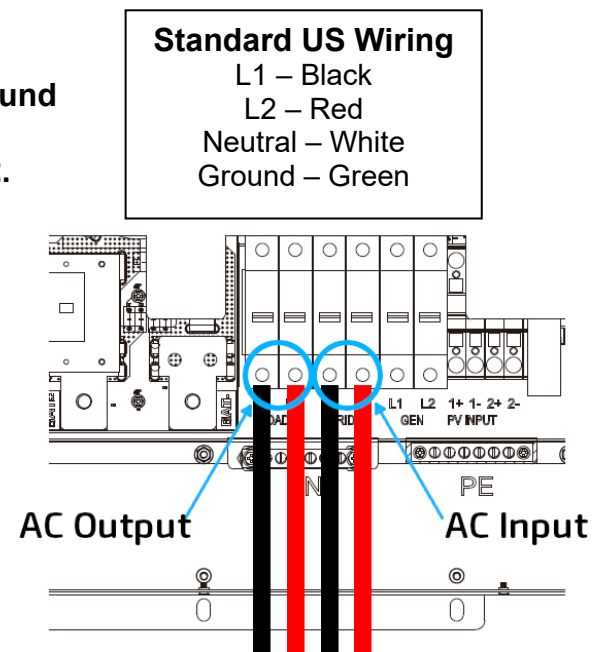 Standard US Wiring
L1 – Black
L2 – Red
Neutral – White
Ground – Green
L1 L2 1+ 1- 2+ 2-
GEN PV INPUT
BAT-
N
PE
AC Output
AC Input